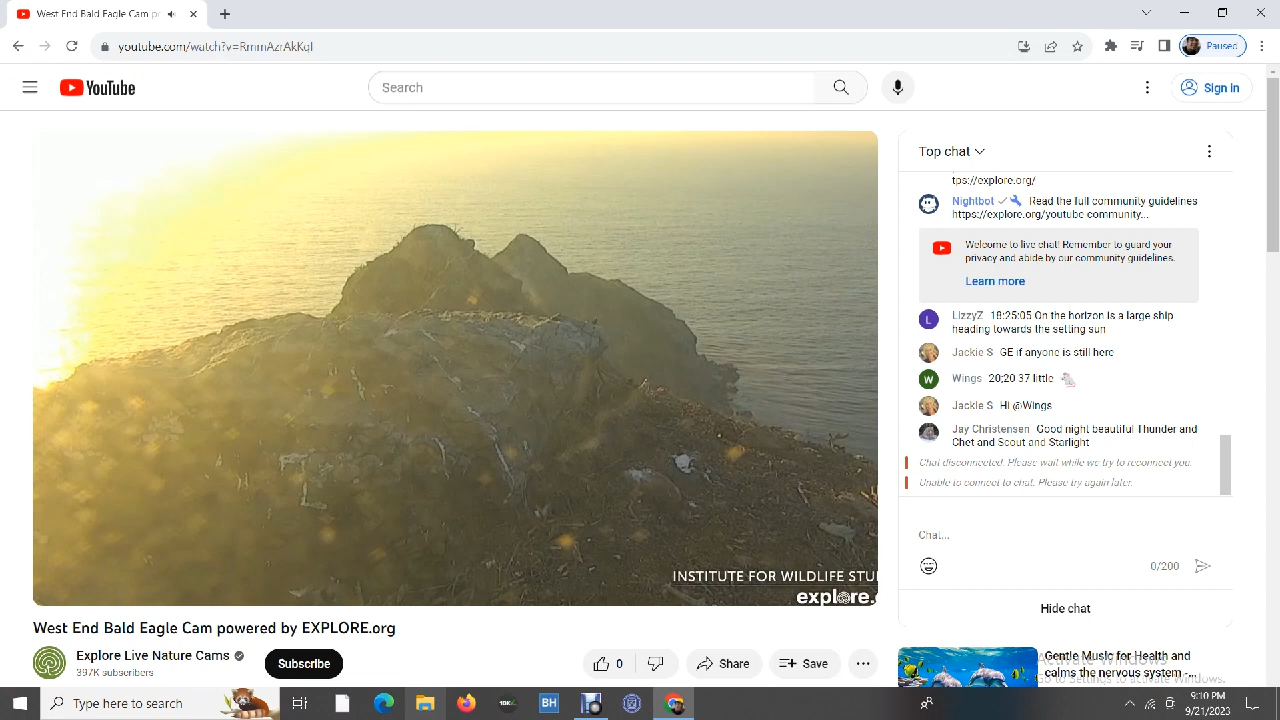 West End Bald Eagle Cam po
youtube.com/watch?v=RmmAzrAkKqI
Paused
YouTube
Search
Sign in
Top chat
tps://explore.org/
Nightbot Read the full community guidelines
https://explore.org/youtube-community...
Welcome to live chat! Remember to guard your
privacy and abide by our community guidelines.
Learn more
L LizzyZ 18:25:05 On the horizon is a large ship
heading towards the setting sun
Jackie S GE if anyone is still here
W Wings 20;20 37 little
Jackie S Hi @Wings
Jay Christensen Good night beautiful Thunder and
Chet and Scout and Starlight
Chat disconnected. Please wait while we try to reconnect you.
Unable to connect to chat. Please try again later.
Chat...
0/200
Hide chat
INSTITUTE FOR WILDLIFE STU
explore.
West End Bald Eagle Cam powered by EXPLORE.org
Explore Live Nature Cams
397K subscribers
Subscribe
0
Share
Save
Gentle Music for Health and
calms the nervous system ...
Activate Windows
Go to Settings to activate Windows.
Type here to search
BH
9:10 PM
9/21/2023